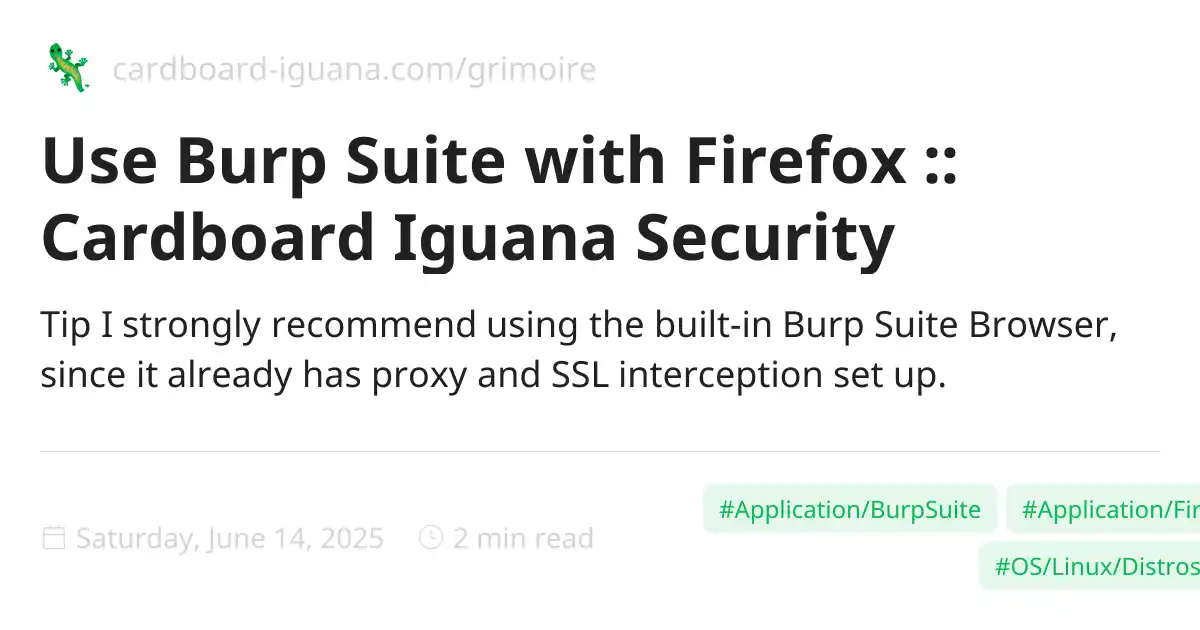 cardboard-iguana.com/grimoire
Use Burp Suite with Firefox ::
Cardboard Iguana Security
Tip I strongly recommend using the built-in Burp Suite Browser,
since it already has proxy and SSL interception set up.
Saturday, June 14, 2025 2 min read
#Application/BurpSuite #Application/Fir
#OS/Linux/Distros